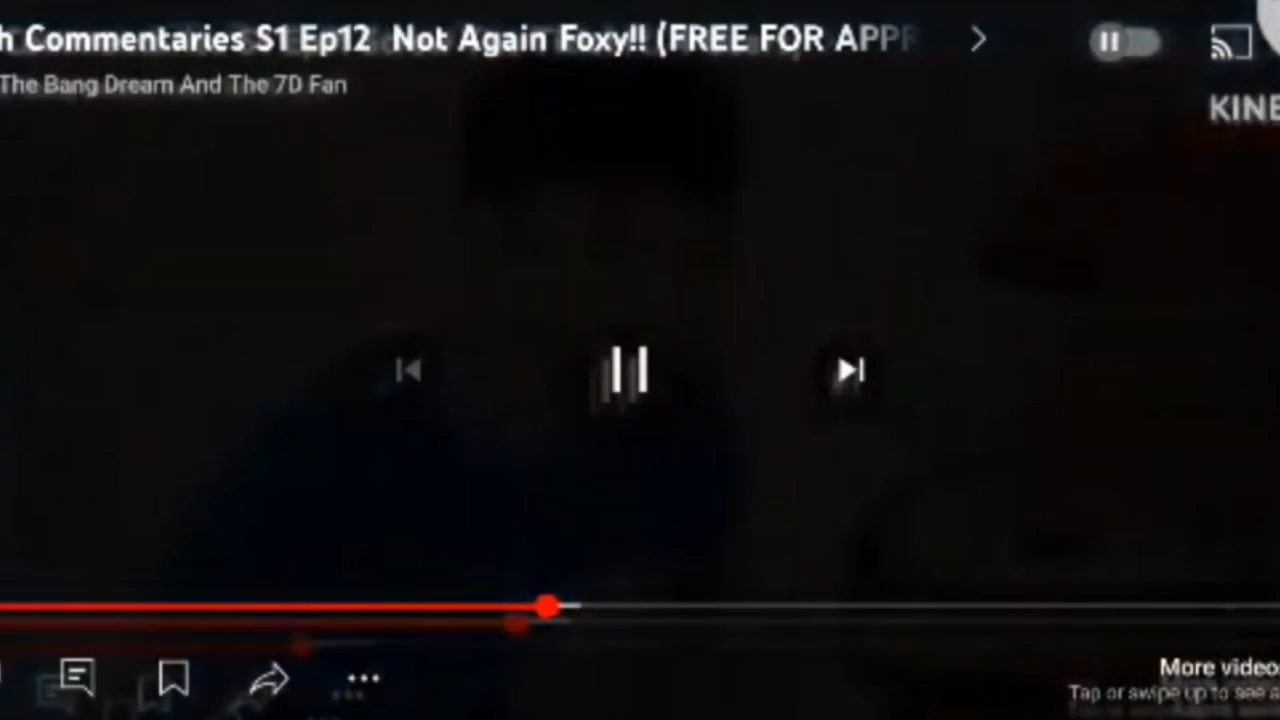 h Commentaries S1 Ep12 Not Again Foxy!! (FREE FOR APPR
The Bang Dream And The 7D Fan
KINE
More video
Tap or swipe up to see a